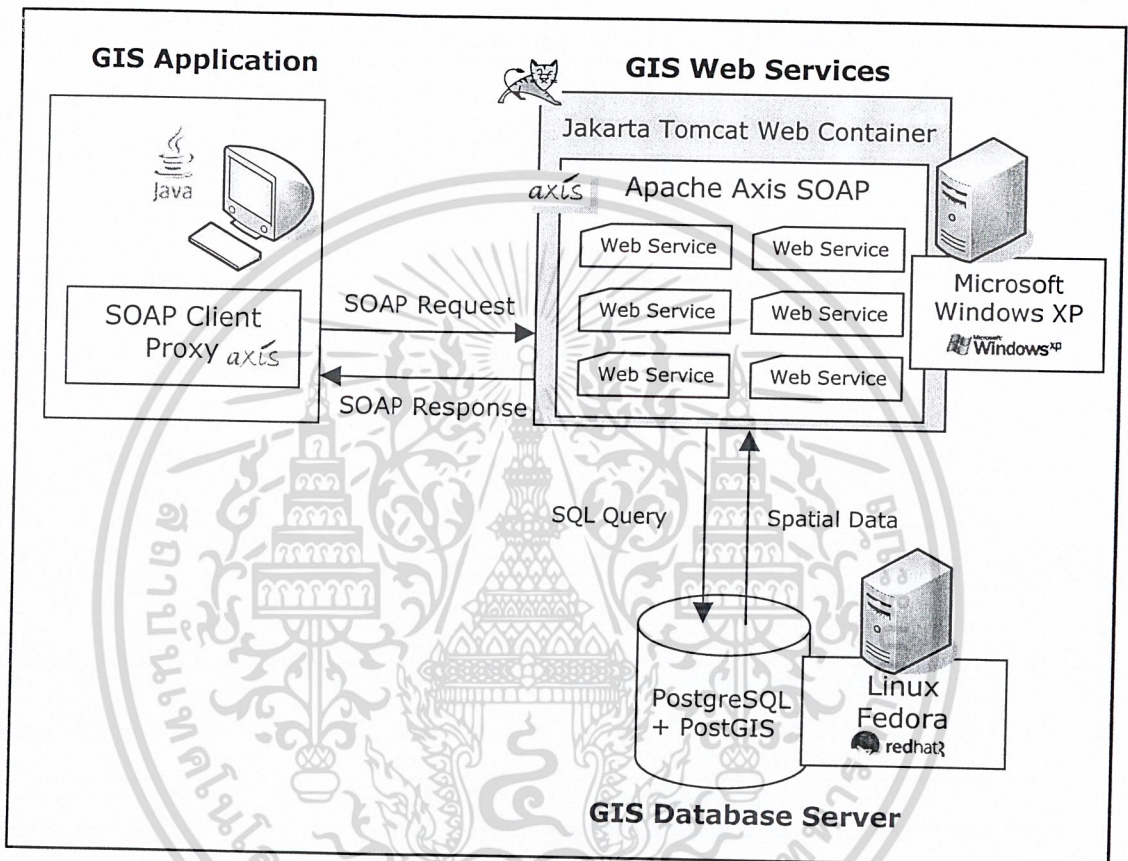 GIS Application
GIS Web Services
Java
Jakarta Tomcat Web Container
axis
Apache Axis SOAP
Web Service
Web Service
Web Service
Web Service
Web Service
Web Service
SOAP Client
Proxy axis
SOAP Request
SOAP Response
Microsoft
Windows XP
Microsoft
Windows xp
SQL Query
Spatial Data
PostgreSQL
+ PostGIS
Linux
Fedora
redhat
GIS Database Server